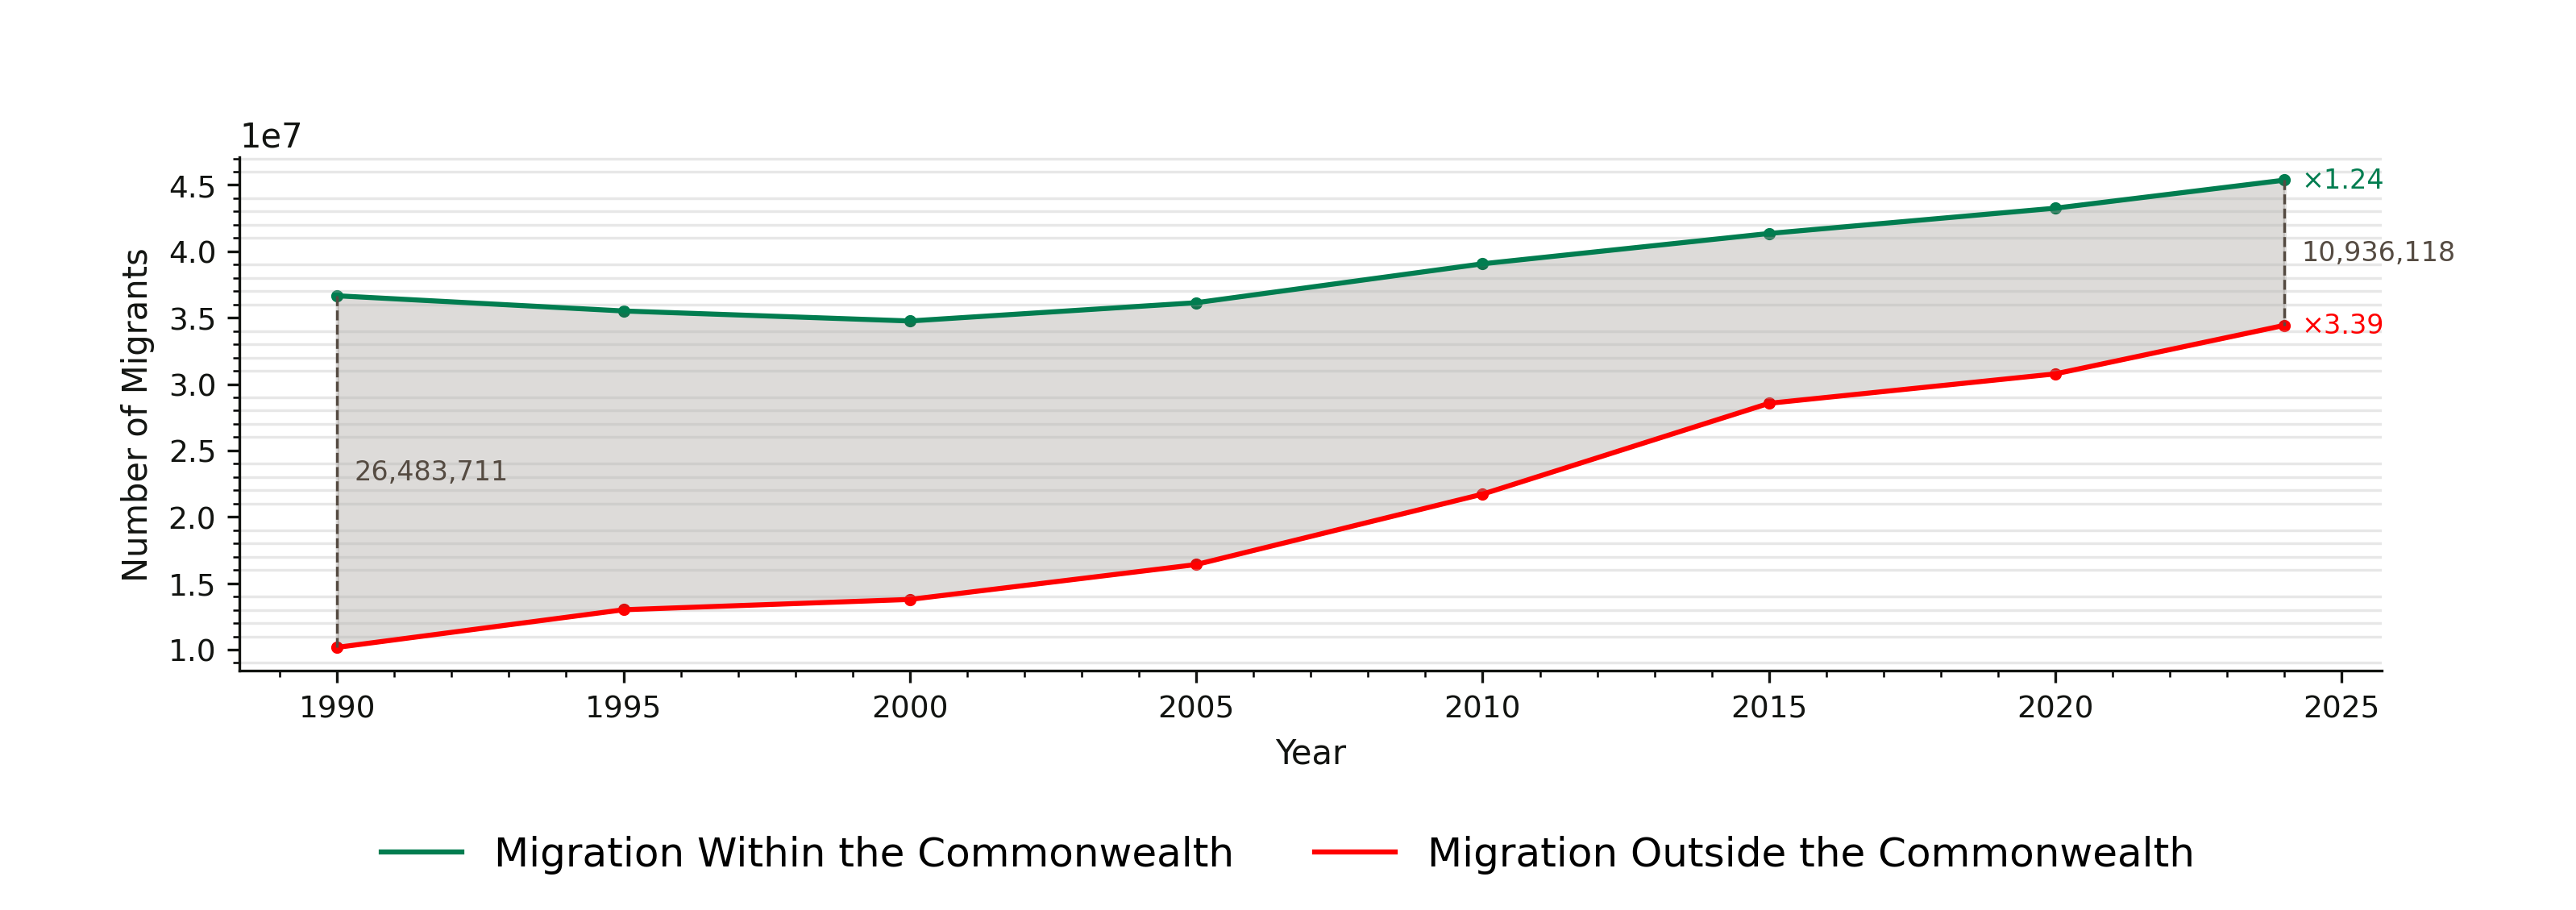 1e7
4.5
4.0
3.5
3.0
2.5
2.0
1.5
1.0
Number of Migrants
26,483,711
×1.24
10,936,118
×3.39
1990 1995 2000 2005 2010 2015 2020 2025
Year
Migration Within the Commonwealth Migration Outside the Commonwealth